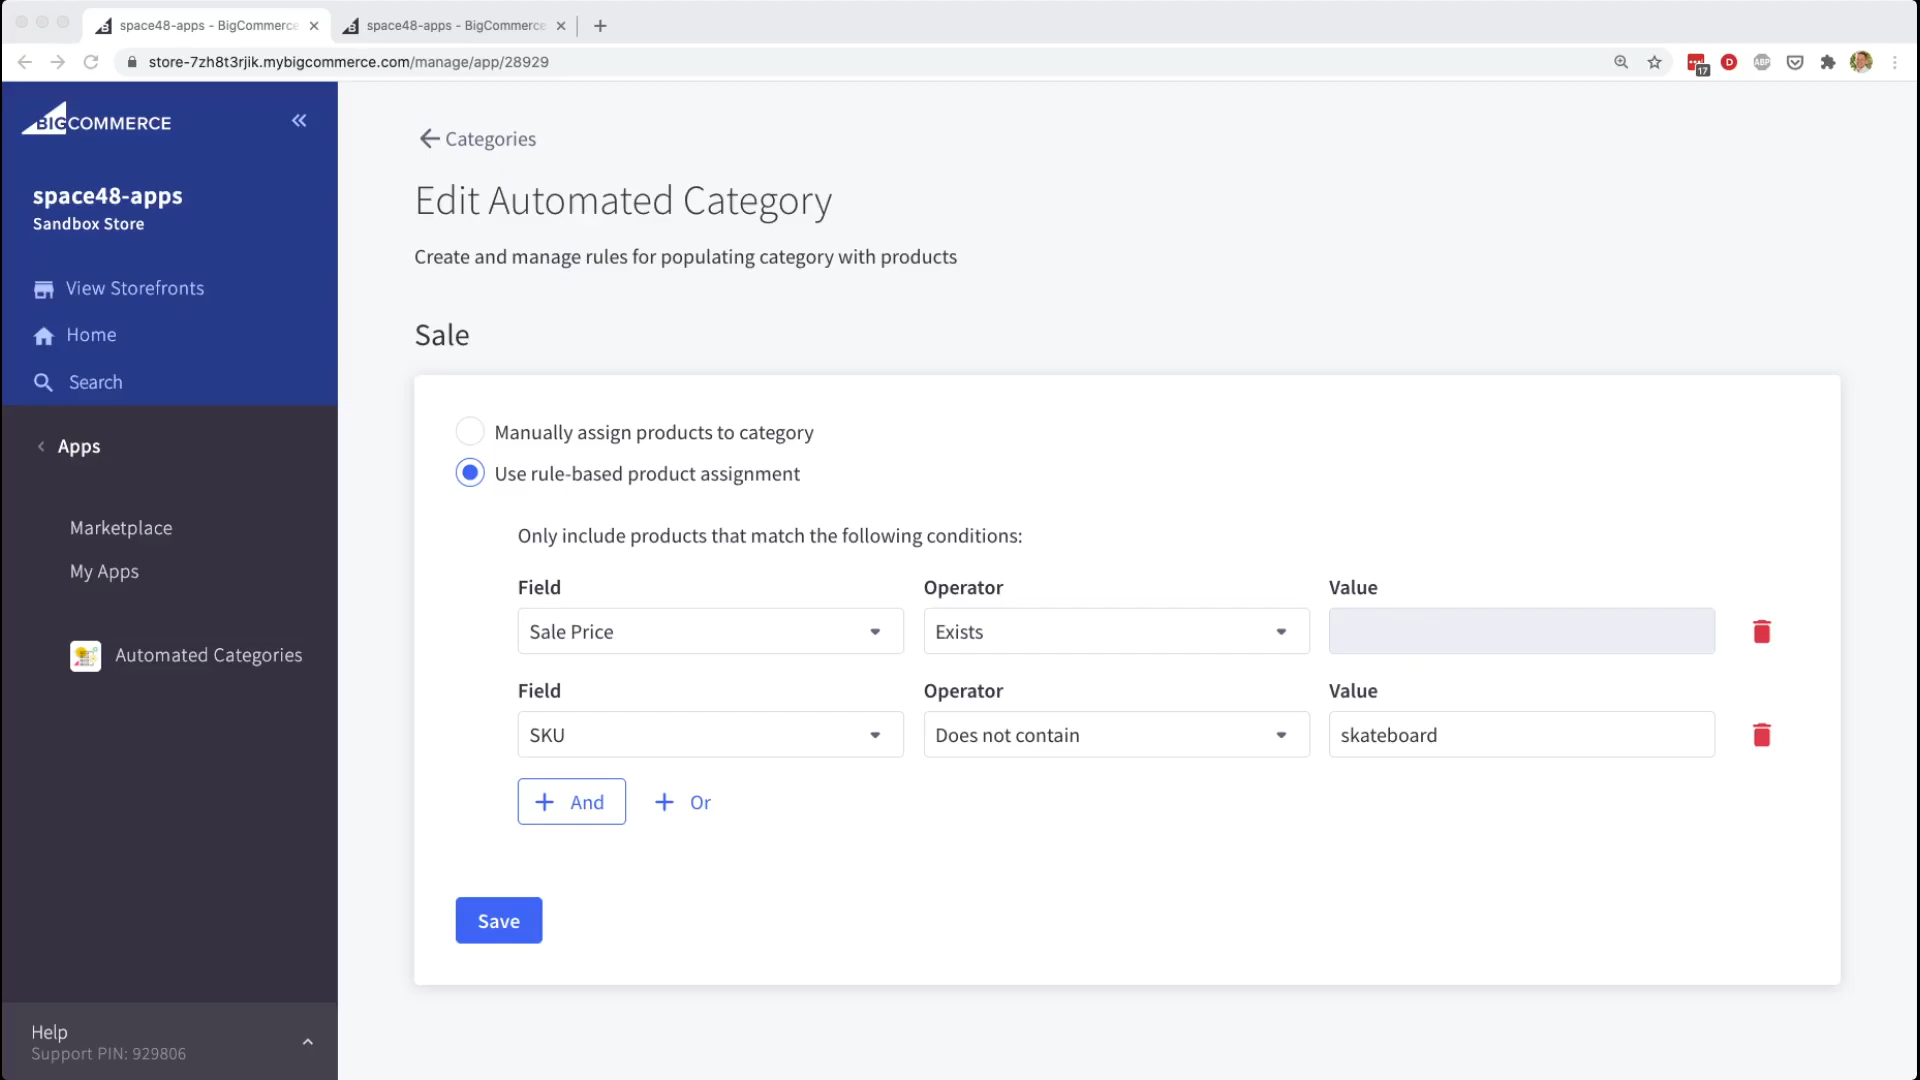 space48-apps - BigCommerce
space48-apps - BigCommerce
store-7zh8t3rjik.mybigcommerce.com/manage/app/28929
17
D
ABP
BIGCOMMERCE
space48-apps
Sandbox Store
View Storefronts
Home
Search
Apps
Marketplace
My Apps
Automated Categories
Help
Support PIN: 929806
Categories
Edit Automated Category
Create and manage rules for populating category with products
Sale
Manually assign products to category
Use rule-based product assignment
Only include products that match the following conditions:
Field Operator Value
Sale Price Exists
Field Operator Value
SKU Does not contain skateboard
+ And + Or
Save